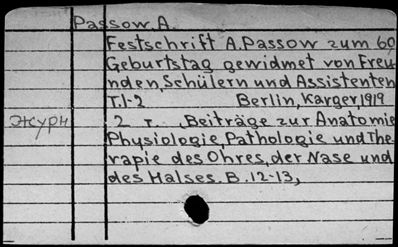 Passow, A.
Festschrift A. Passow zum 60
Geburtstag gewidmet von Freu-
nden, Schülern und Assistenten
T. 1-2 Berlin, Karger, 1919
журн 2 т. „Beiträge zur Anatomie
Physiologie, Pathologie und The-
rapie des Ohres, der Nase und
des Halses. B. 12-13,